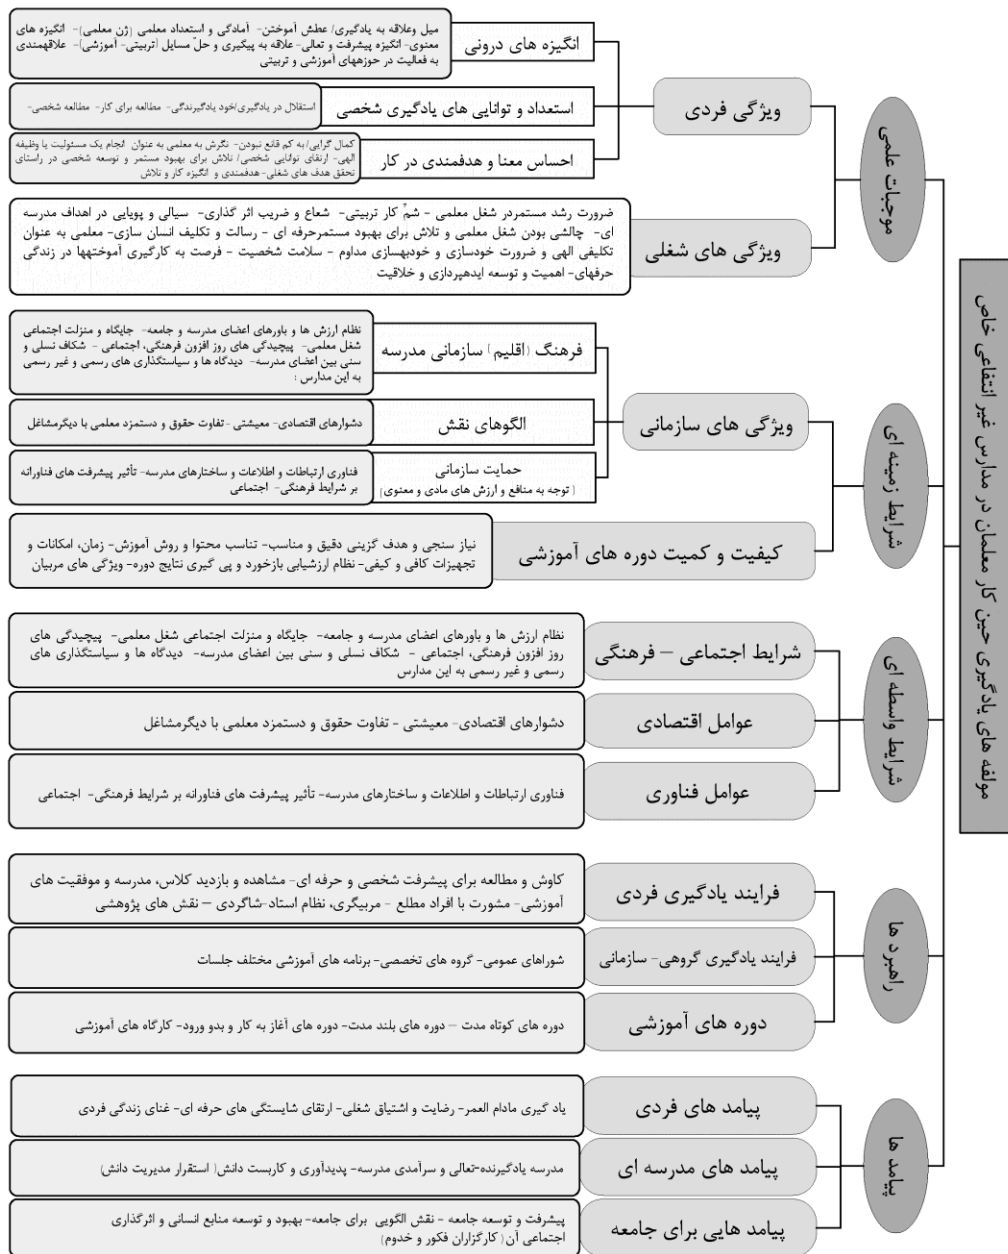 مولفه های یادگیری حین کار معلمان در مدارس غیر انتفاعی خاص
موجبات علمی
ویژگی فردی
انگیزه های درونی
میل وعلاقه به یادگیری/ عطش آموختن- آمادگی و استعداد معلمی (ژن معلمی)- انگیزه های
معنوی- انگیزه پیشرفت و تعالی- علاقه به پیگیری و حلّ مسایل (تربیتی- آموزشی)- علاقهمندی
به فعالیت در حوزههای آموزشی و تربیتی
استعداد و توانایی های یادگیری شخصی
استقلال در یادگیری/خود یادگیرندگی- مطالعه برای کار- مطالعه شخصی-
احساس معنا و هدفمندی در کار
کمال گرایی/ به کم قانع نبودن- نگرش به معلمی به عنوان انجام یک مسئولیت یا وظیفه
الهی- ارتقای توانایی شخصی/ تلاش برای بهبود مستمر و توسعه شخصی در راستای
تحقق هدف های شغلی- هدفمندی و انگیزه کار و تلاش
ویژگی های شغلی
ضرورت رشد مستمردر شغل معلمی - شمّ کار تربیتی- شعاع و ضریب اثر گذاری- سیالی و پویایی در اهداف مدرسه
ای- چالشی بودن شغل معلمی و تلاش برای بهبود مستمرحرفه ای - رسالت و تکلیف انسان سازی- معلمی به عنوان
تکلیفی الهی و ضرورت خودسازی و خودبهسازی مداوم - سلامت شخصیت - فرصت به کارگیری آموختهها در زندگی
حرفهای- اهمیت و توسعه ایدهپردازی و خلاقیت
شرایط زمینه ای
ویژگی های سازمانی
فرهنگ (اقلیم) سازمانی مدرسه
نظام ارزش ها و باورهای اعضای مدرسه و جامعه- جایگاه و منزلت اجتماعی
شغل معلمی- پیچیدگی های روز افزون فرهنگی، اجتماعی - شکاف نسلی و
سنی بین اعضای مدرسه- دیدگاه ها و سیاستگذاری های رسمی و غیر رسمی
به این مدارس :
الگوهای نقش
دشوارهای اقتصادی- معیشتی - تفاوت حقوق و دستمزد معلمی با دیگرمشاغل
حمایت سازمانی
( توجه به منافع و ارزش های مادی و معنوی)
فناوری ارتباطات و اطلاعات و ساختارهای مدرسه- تأثیر پیشرفت های فناورانه
بر شرایط فرهنگی- اجتماعی
کیفیت و کمیت دوره های آموزشی
نیاز سنجی و هدف گزینی دقیق و مناسب- تناسب محتوا و روش آموزش- زمان، امکانات و
تجهیزات کافی و کیفی- نظام ارزشیابی بازخورد و پی گیری نتایج دوره- ویژگی های مربیان
شرایط واسطه ای
شرایط اجتماعی – فرهنگی
نظام ارزش ها و باورهای اعضای مدرسه و جامعه- جایگاه و منزلت اجتماعی شغل معلمی- پیچیدگی های
روز افزون فرهنگی، اجتماعی - شکاف نسلی و سنی بین اعضای مدرسه- دیدگاه ها و سیاستگذاری های
رسمی و غیر رسمی به این مدارس
عوامل اقتصادی
دشوارهای اقتصادی- معیشتی - تفاوت حقوق و دستمزد معلمی با دیگرمشاغل
عوامل فناوری
فناوری ارتباطات و اطلاعات و ساختارهای مدرسه- تأثیر پیشرفت های فناورانه بر شرایط فرهنگی- اجتماعی
راهبرد ها
فرایند یادگیری فردی
کاوش و مطالعه برای پیشرفت شخصی و حرفه ای- مشاهده و بازدید کلاس، مدرسه و موفقیت های
آموزشی- مشورت با افراد مطلع - مربیگری، نظام استاد-شاگردی – نقش های پژوهشی
فرایند یادگیری گروهی- سازمانی
شوراهای عمومی- گروه های تخصصی- برنامه های آموزشی مختلف جلسات
دوره های آموزشی
دوره های کوتاه مدت – دوره های بلند مدت- دوره های آغاز به کار و بدو ورود- کارگاه های آموزشی
پیامد ها
پیامد های فردی
یاد گیری مادام العمر- رضایت و اشتیاق شغلی- ارتقای شایستگی های حرفه ای- غنای زندگی فردی
پیامد های مدرسه ای
مدرسه یادگیرنده-تعالی و سرآمدی مدرسه- پدیدآوری و کاربست دانش( استقرار مدیریت دانش)
پیامد هایی برای جامعه
پیشرفت و توسعه جامعه - نقش الگویی برای جامعه- بهبود و توسعه منابع انسانی و اثرگذاری
اجتماعی آن( کارگزاران فکور و خدوم)